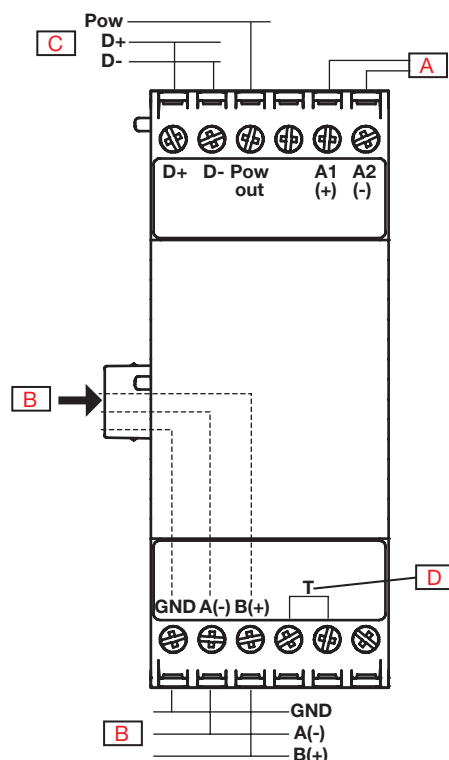 Pow
C D+
D-
A
D+ D- Pow out A1 (+) A2 (-)
B
T
D
GND A(-) B(+)
GND
B A(-)
B(+)